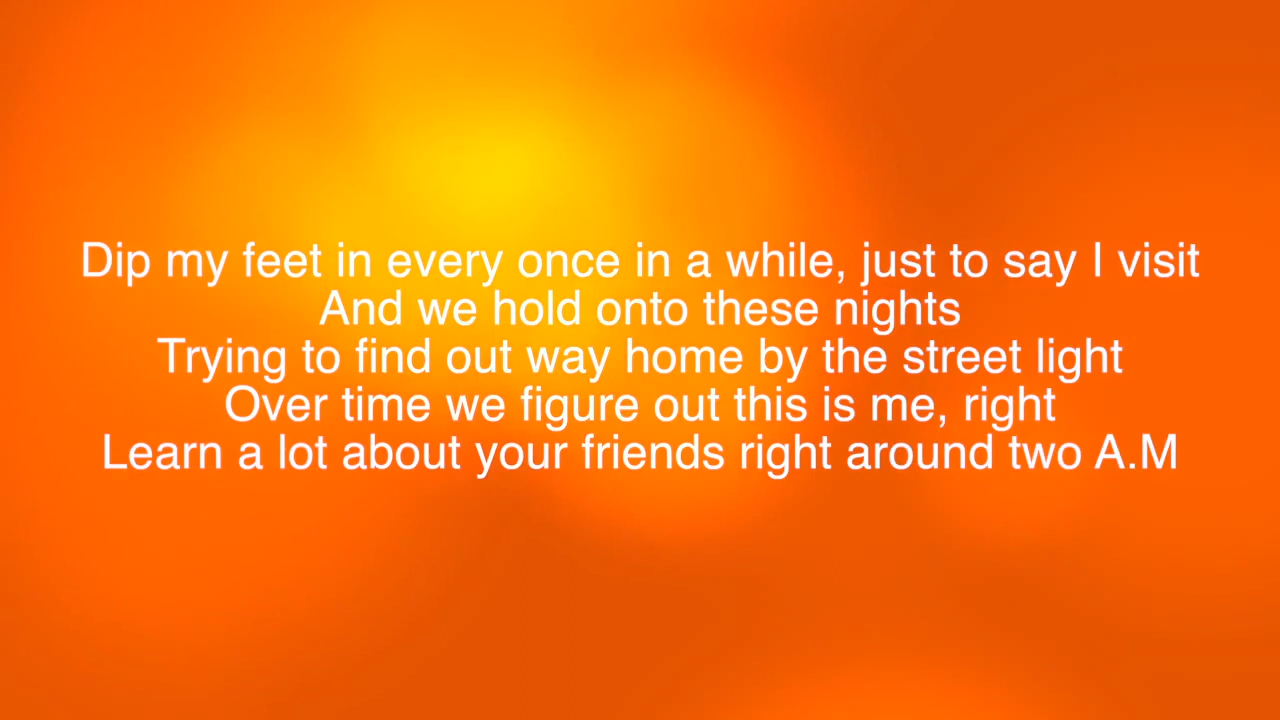 Dip my feet in every once in a while, just to say I visit
And we hold onto these nights
Trying to find out way home by the street light
Over time we figure out this is me, right
Learn a lot about your friends right around two A.M